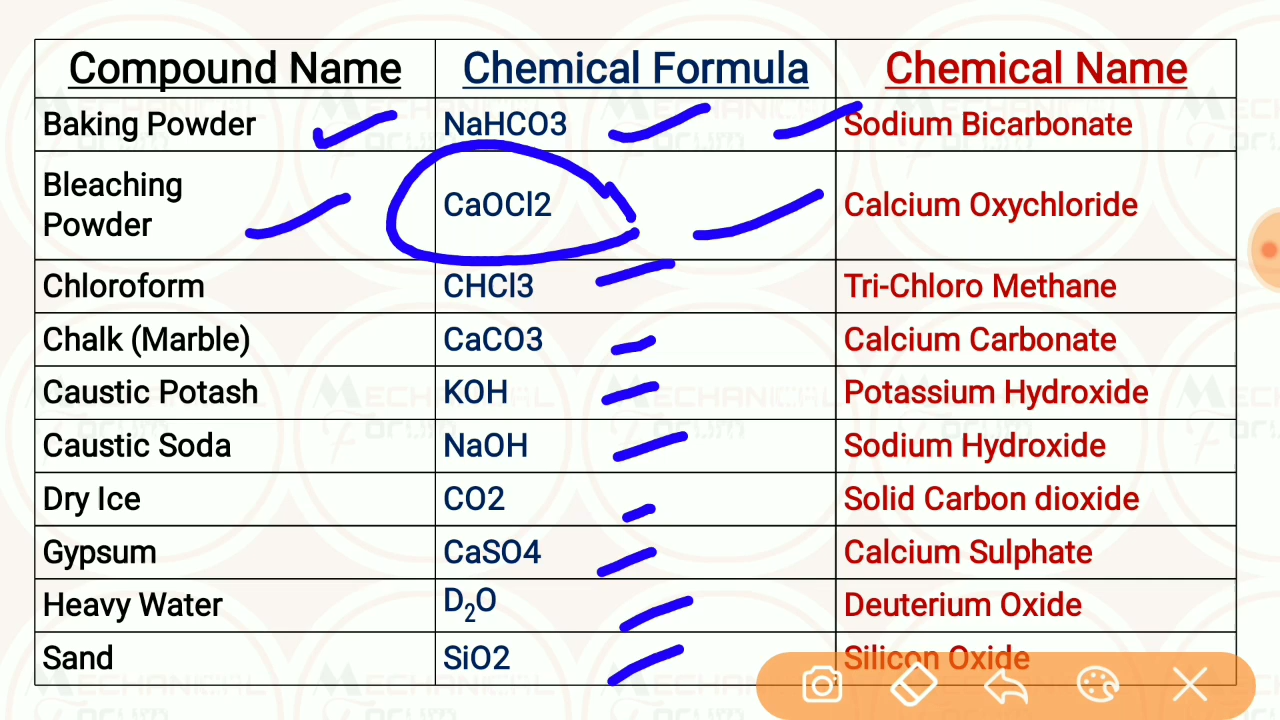 Compound Name Chemical Formula Chemical Name
Baking Powder NaHCO3 Sodium Bicarbonate
Bleaching
Powder CaOCl2 Calcium Oxychloride
Chloroform CHCl3 Tri-Chloro Methane
Chalk (Marble) CaCO3 Calcium Carbonate
Caustic Potash KOH Potassium Hydroxide
Caustic Soda NaOH Sodium Hydroxide
Dry Ice CO2 Solid Carbon dioxide
Gypsum CaSO4 Calcium Sulphate
Heavy Water D₂O Deuterium Oxide
Sand SiO2 Silicon Oxide